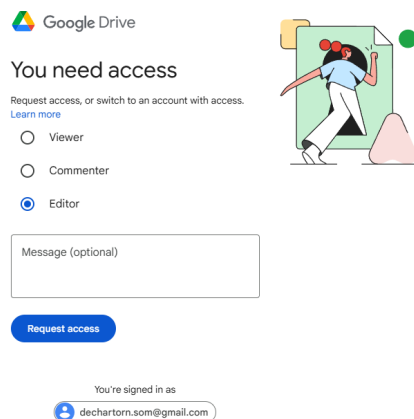 Google Drive
You need access
Request access, or switch to an account with access.
Learn more
Viewer
Commenter
Editor
Message (optional)
Request access
You're signed in as
dechartorn.som@gmail.com